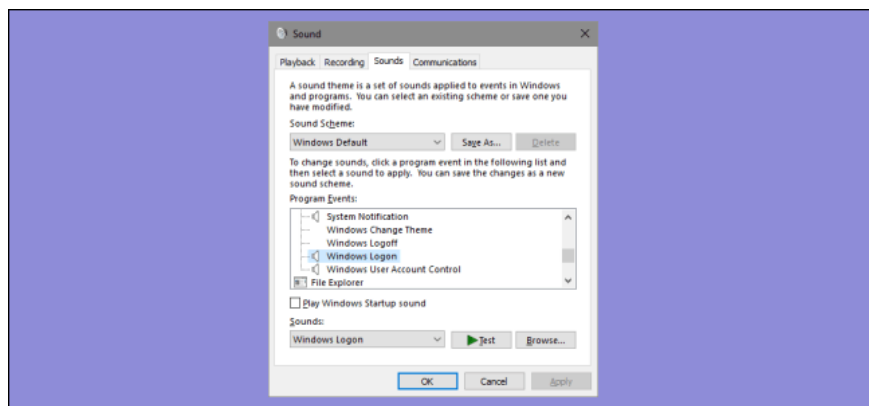 Sound
Playback Recording Sounds Communications
A sound theme is a set of sounds applied to events in Windows
and programs. You can select an existing scheme or save one you
have modified.
Sound Scheme:
Windows Default Save As... Delete
To change sounds, click a program event in the following list and
then select a sound to apply. You can save the changes as a new
sound scheme.
Program Events:
System Notification
Windows Change Theme
Windows Logoff
Windows Logon
Windows User Account Control
File Explorer
Play Windows Startup sound
Sounds:
Windows Logon Test Browse...
OK Cancel Apply